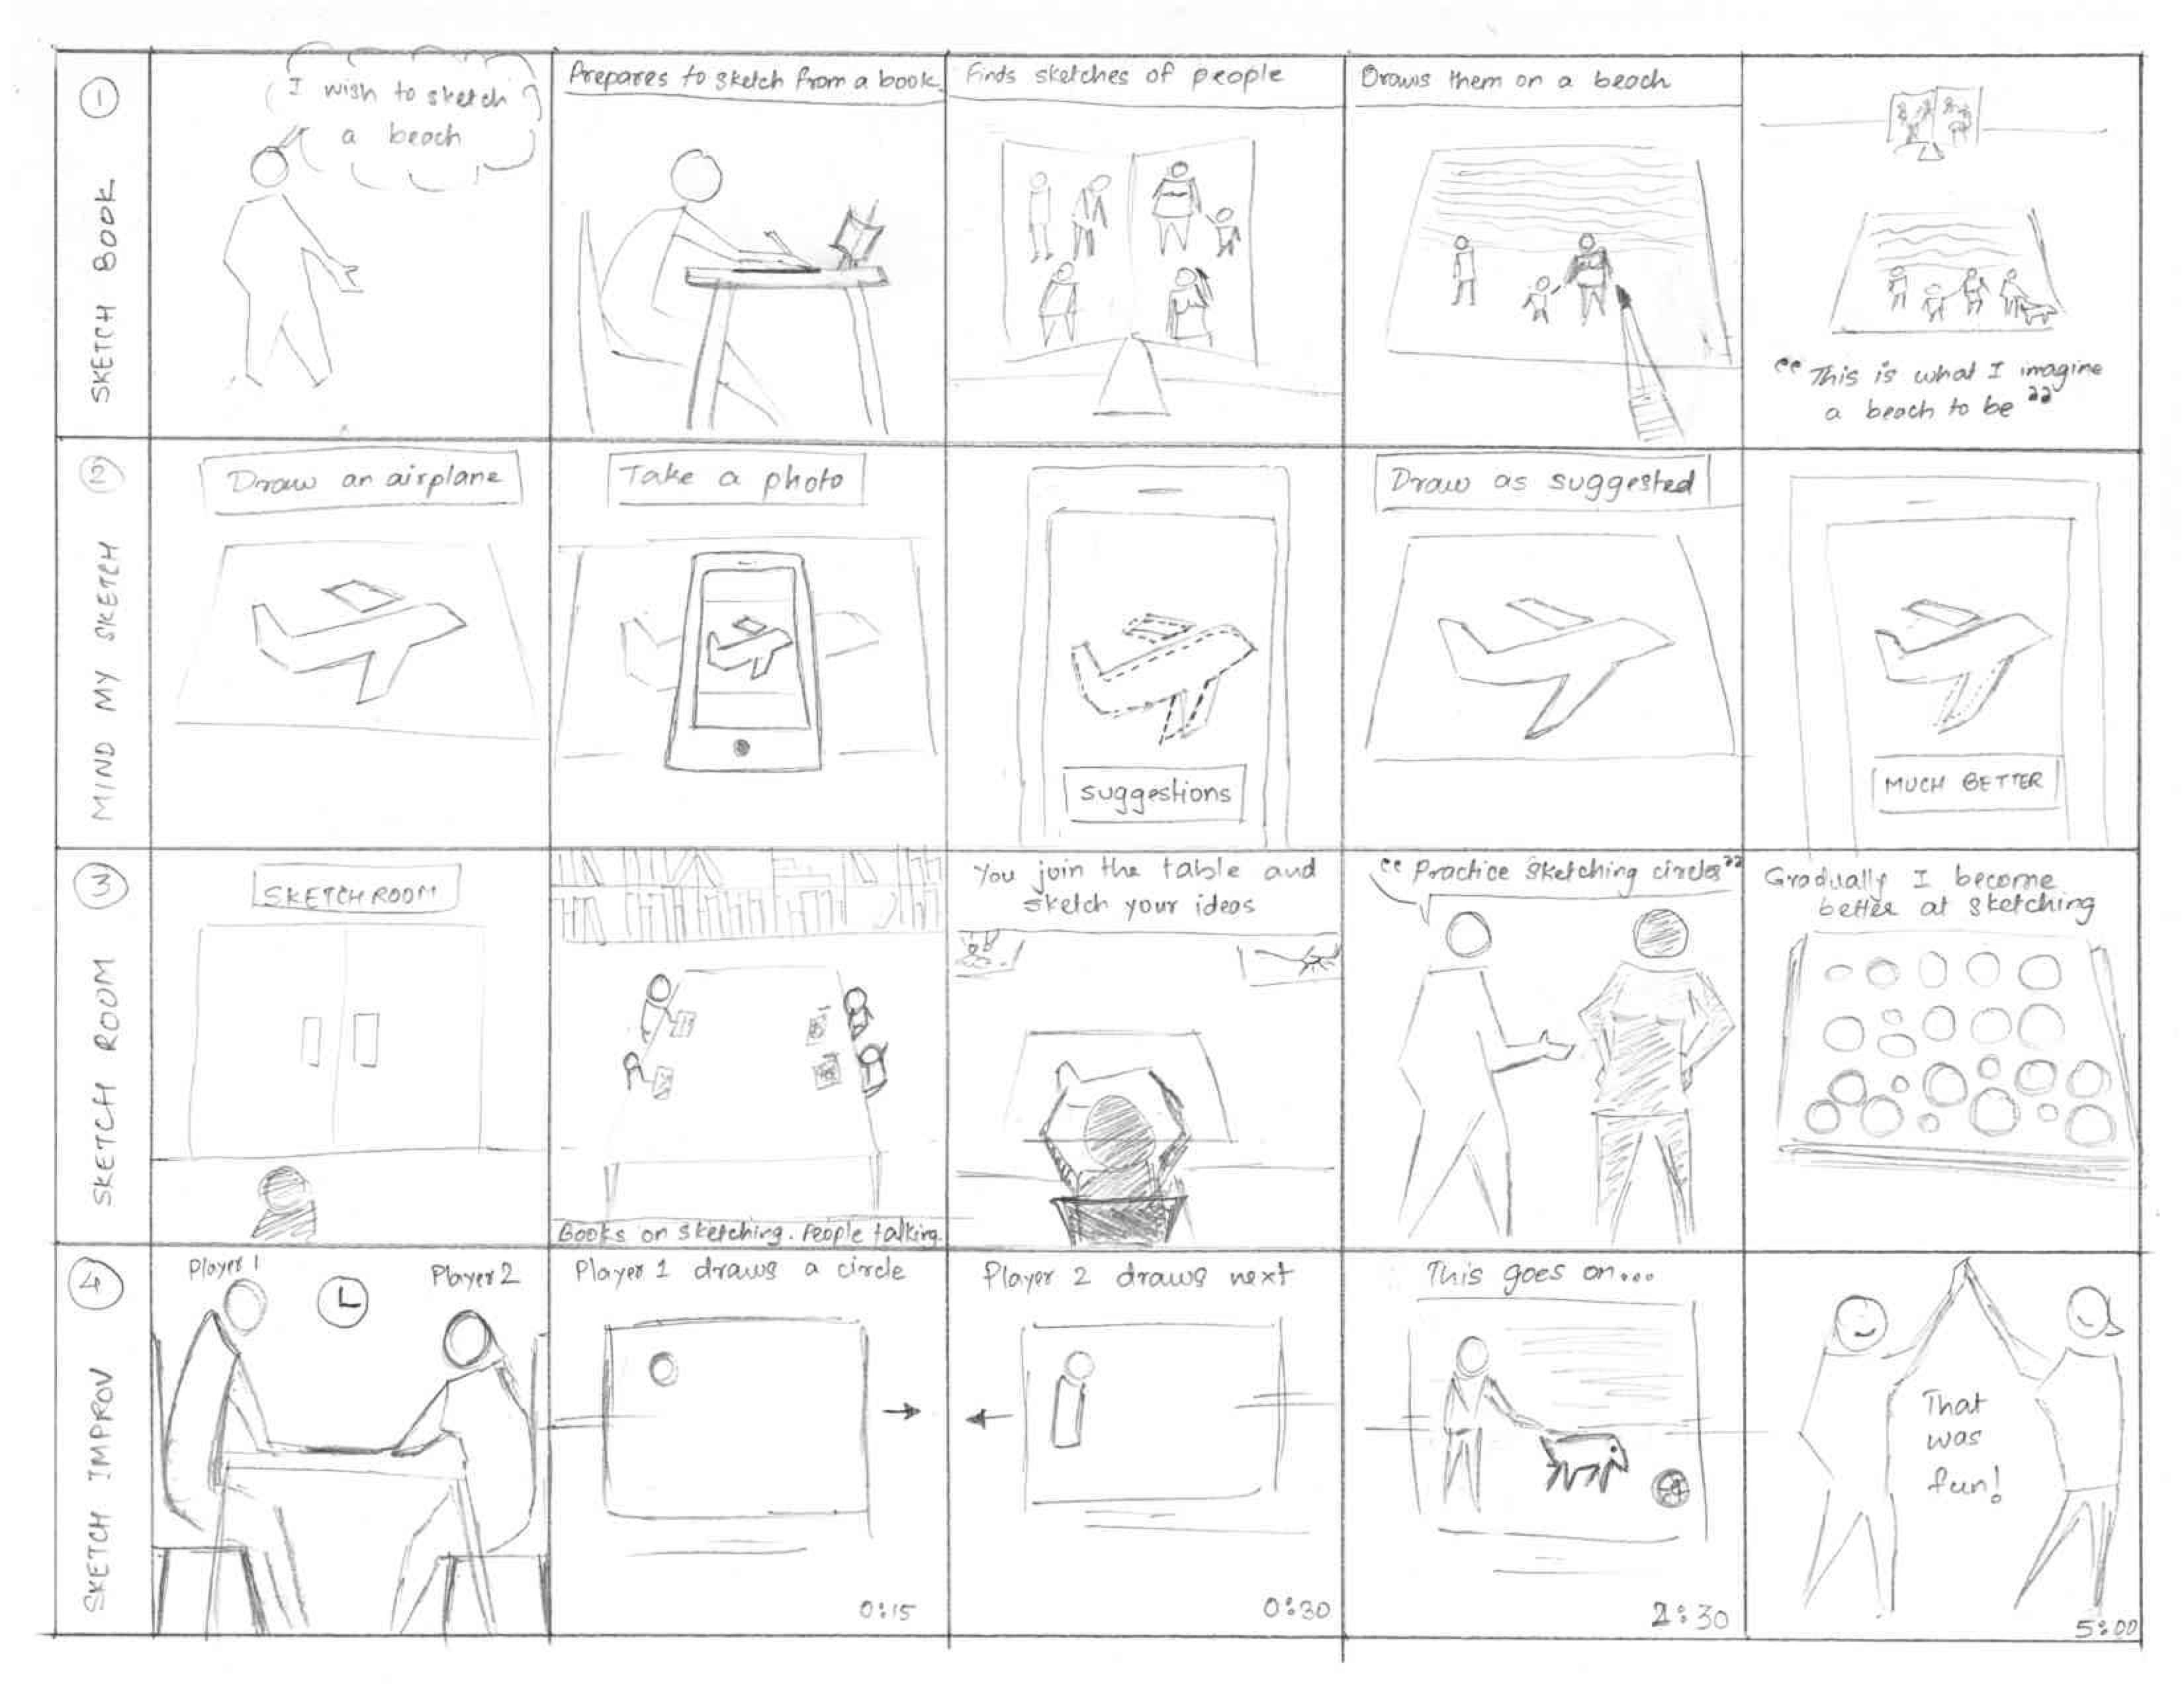 1
SKETCH BOOK
I wish to sketch
a beach
Prepares to sketch from a book
Finds sketches of people
Draws them on a beach
"This is what I imagine
a beach to be"
2
MIND MY SKETCH
Draw an airplane
Take a photo
suggestions
Draw as suggested
MUCH BETTER
3
SKETCH ROOM
SKETCH ROOM
Books on sketching. People talking.
You join the table and
sketch your ideas
"Practice sketching circles"
Gradually I become
better at sketching
4
SKETCH IMPROV
Player 1
Player 2
Player 1 draws a circle
0:15
Player 2 draws next
0:30
This goes on...
2:30
That
was
fun!
5:00